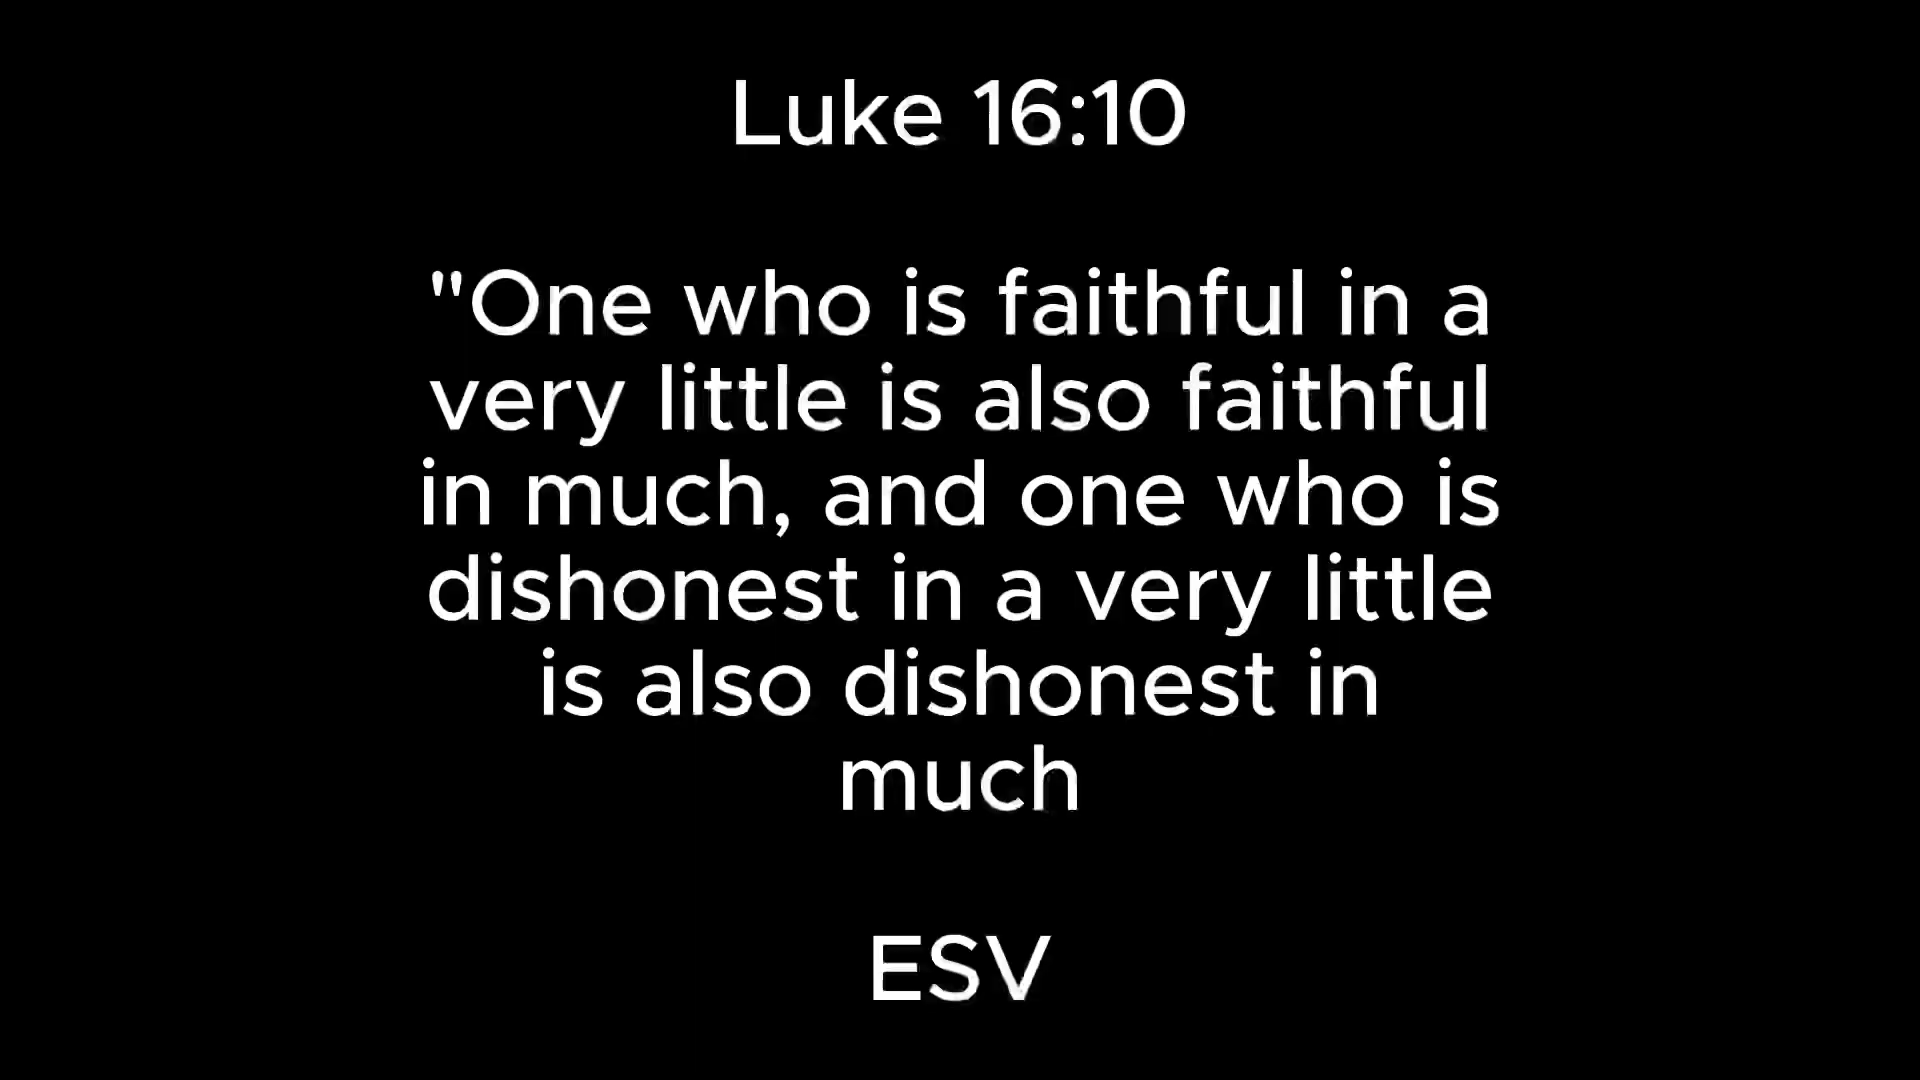 Luke 16:10
"One who is faithful in a
very little is also faithful
in much, and one who is
dishonest in a very little
is also dishonest in
much
ESV